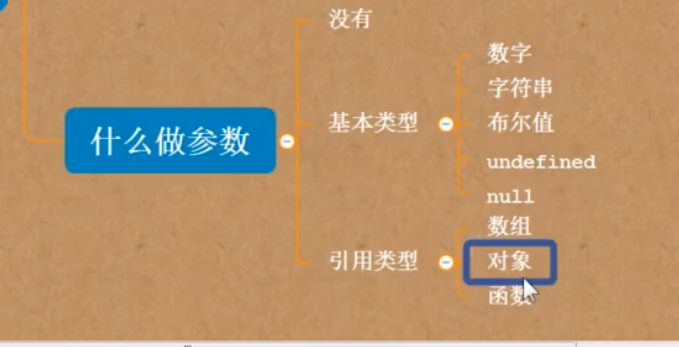 没有
数字
字符串
什么做参数
基本类型
布尔值
undefined
null
数组
引用类型
对象
函数